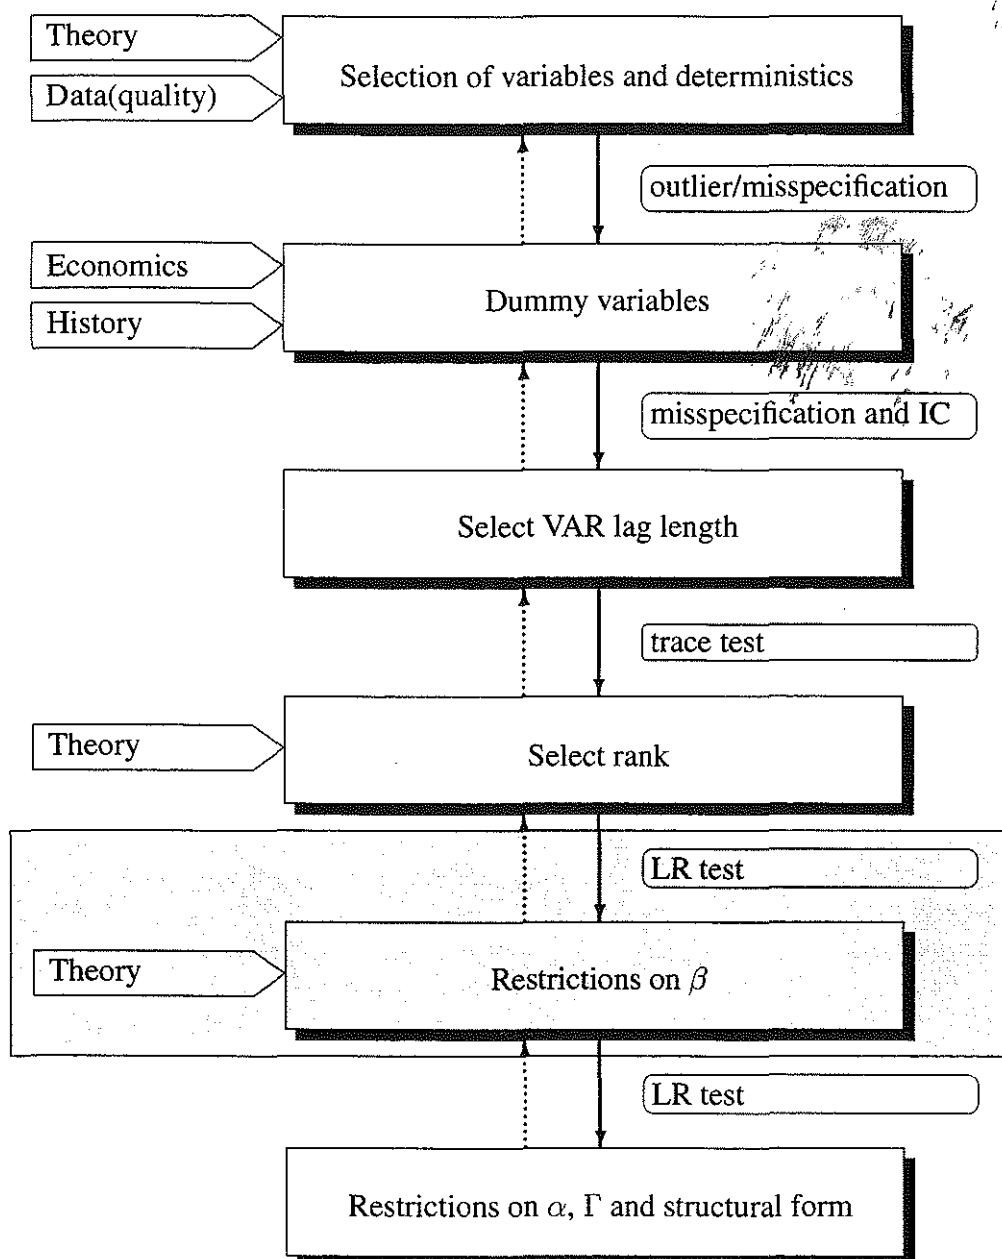 Theory
Selection of variables and deterministics
Data(quality)
outlier/misspecification
Economics
Dummy variables
History
misspecification and IC
Select VAR lag length
trace test
Theory
Select rank
LR test
Theory
Restrictions on β
LR test
Restrictions on α, Γ and structural form